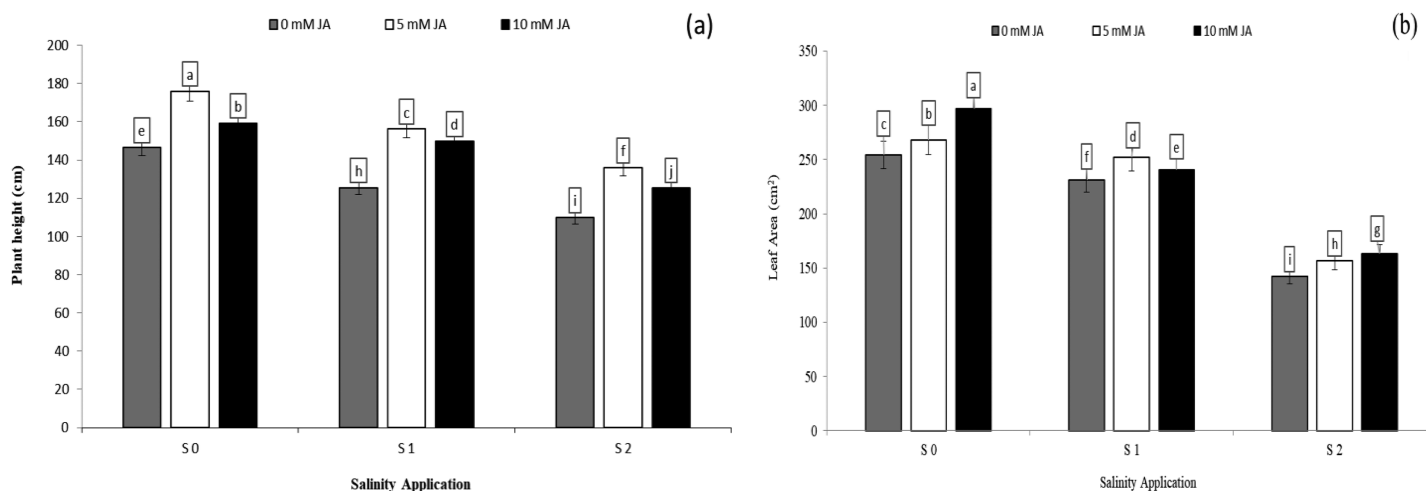 (a)
0 mM JA 5 mM JA 10 mM JA
Plant height (cm)
200
180
160
140
120
100
80
60
40
20
0
e a b
h c d
i f j
S 0 S 1 S 2
Salinity Application
(b)
0 mM JA 5 mM JA 10 mM JA
Leaf Area (cm²)
350
300
250
200
150
100
50
0
c b a
f d e
i h g
S 0 S 1 S 2
Salinity Application